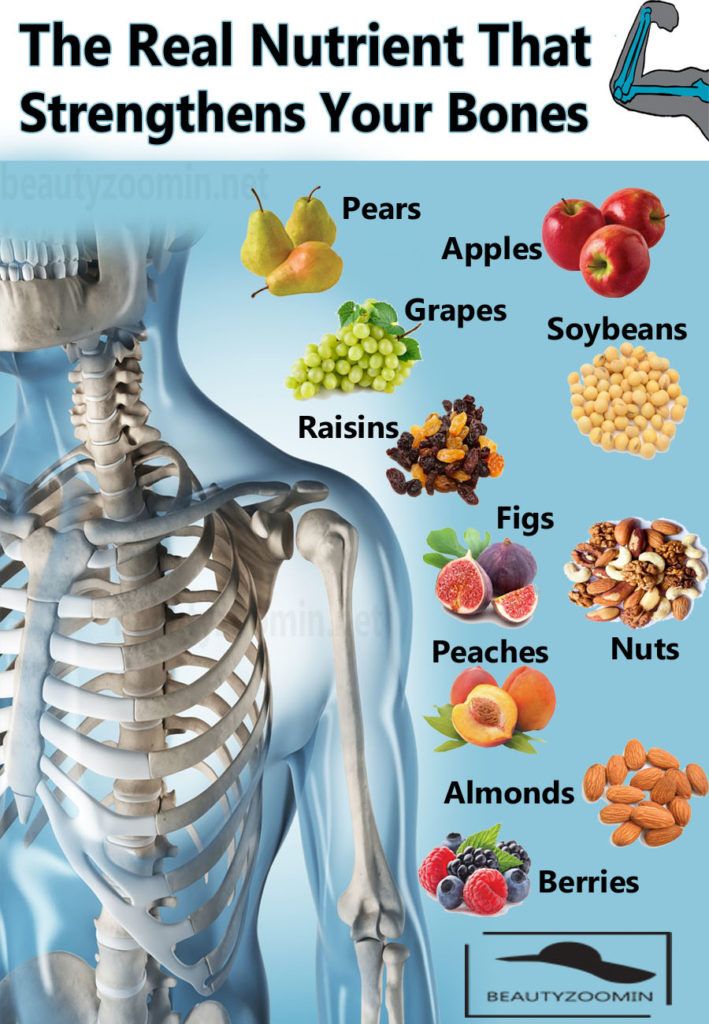 The Real Nutrient That
Strengthens Your Bones
beautyzoomin.net
Pears
Apples
Grapes
Soybeans
Raisins
Figs
Peaches
Nuts
Almonds
Berries
BEAUTYZOOMIN